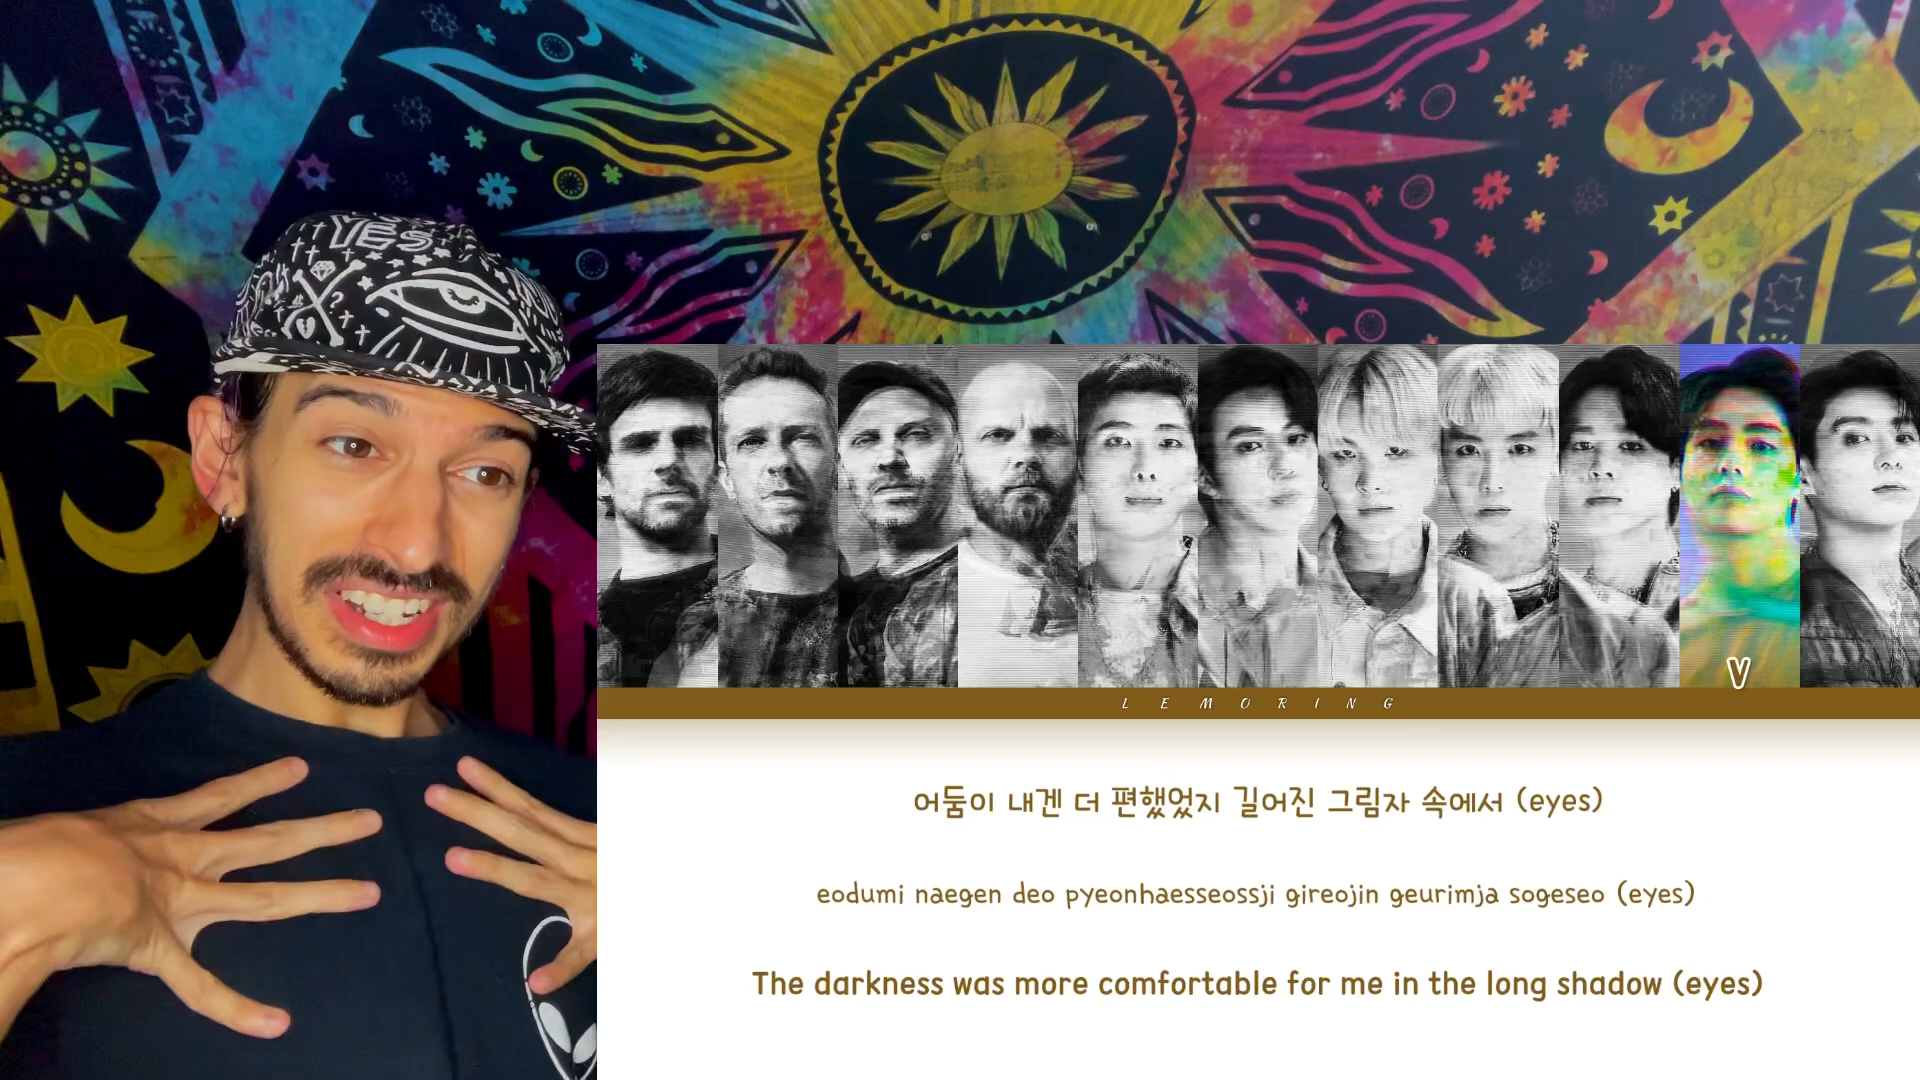 YES
?
V
LEMORING
어둠이 내겐 더 편했었지 길어진 그림자 속에서 (eyes)
eodumi naegen deo pyeonhaesseossji gireojin geurimja sogeseo (eyes)
The darkness was more comfortable for me in the long shadow (eyes)